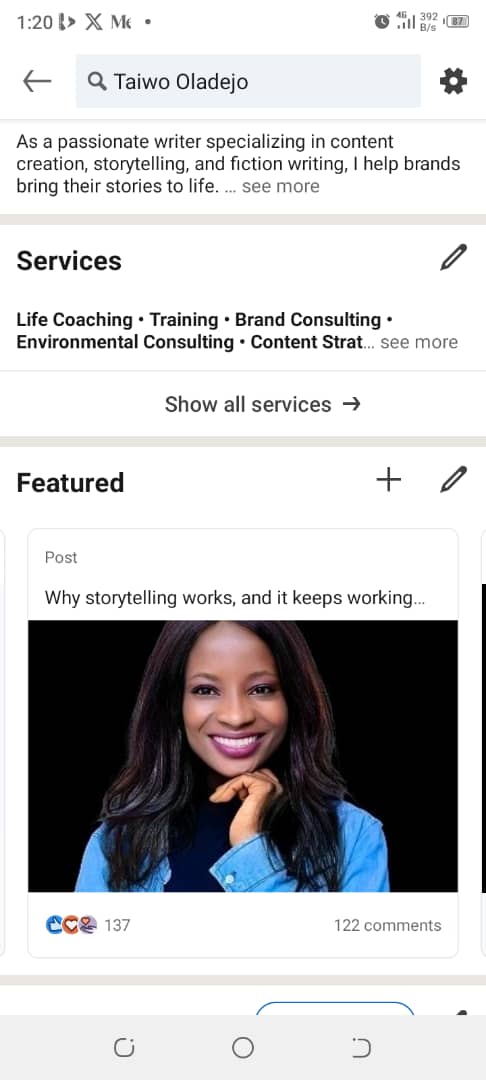 1:20
46 392 B/s 87
Taiwo Oladejo
As a passionate writer specializing in content
creation, storytelling, and fiction writing, I help brands
bring their stories to life. ... see more
Services
Life Coaching • Training • Brand Consulting •
Environmental Consulting • Content Strat... see more
Show all services →
Featured
Post
Why storytelling works, and it keeps working...
137 122 comments